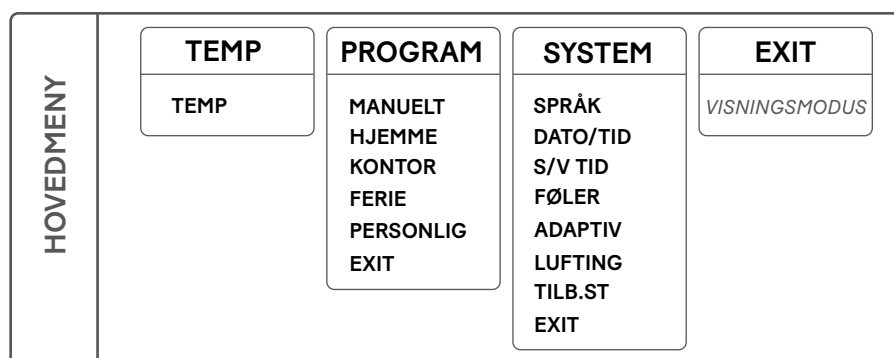 HOVEDMENY
TEMP
TEMP
PROGRAM
MANUELT
HJEMME
KONTOR
FERIE
PERSONLIG
EXIT
SYSTEM
SPRÅK
DATO/TID
S/V TID
FØLER
ADAPTIV
LUFTING
TILB.ST
EXIT
EXIT
VISNINGSMODUS